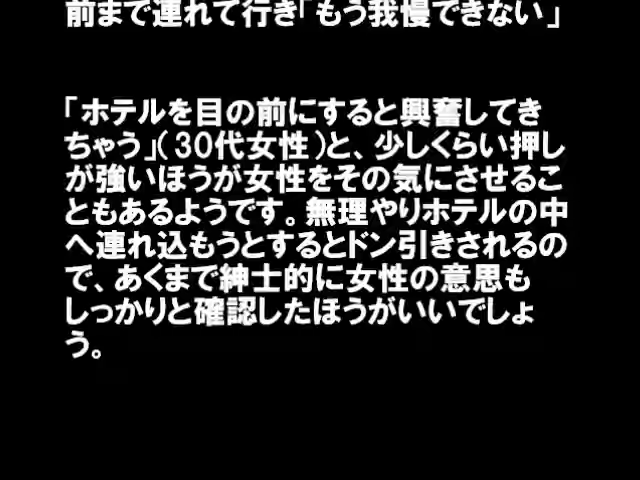 前まで連れて行き「もう我慢できない」
「ホテルを目の前にすると興奮してき
ちゃう」(30代女性)と、少しくらい押し
が強いほうが女性をその気にさせるこ
ともあるようです。無理やりホテルの中
へ連れ込もうとするとドン引きされるの
で、あくまで紳士的に女性の意思も
しっかりと確認したほうがいいでしょ
う。